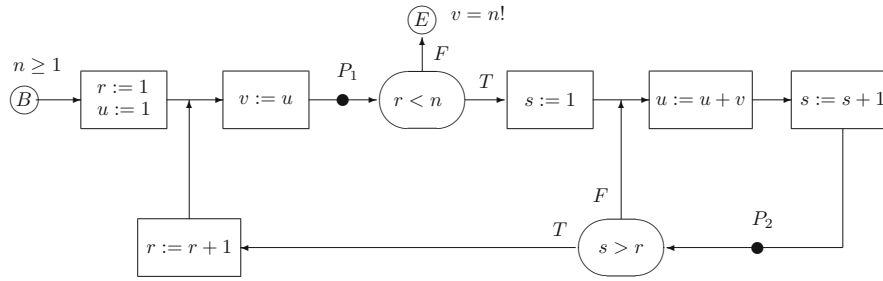 E v = n!
n ≥ 1
B
r := 1
u := 1
v := u
P₁
r < n
F
T
s := 1
u := u + v
s := s + 1
r := r + 1
T
F
s > r
P₂